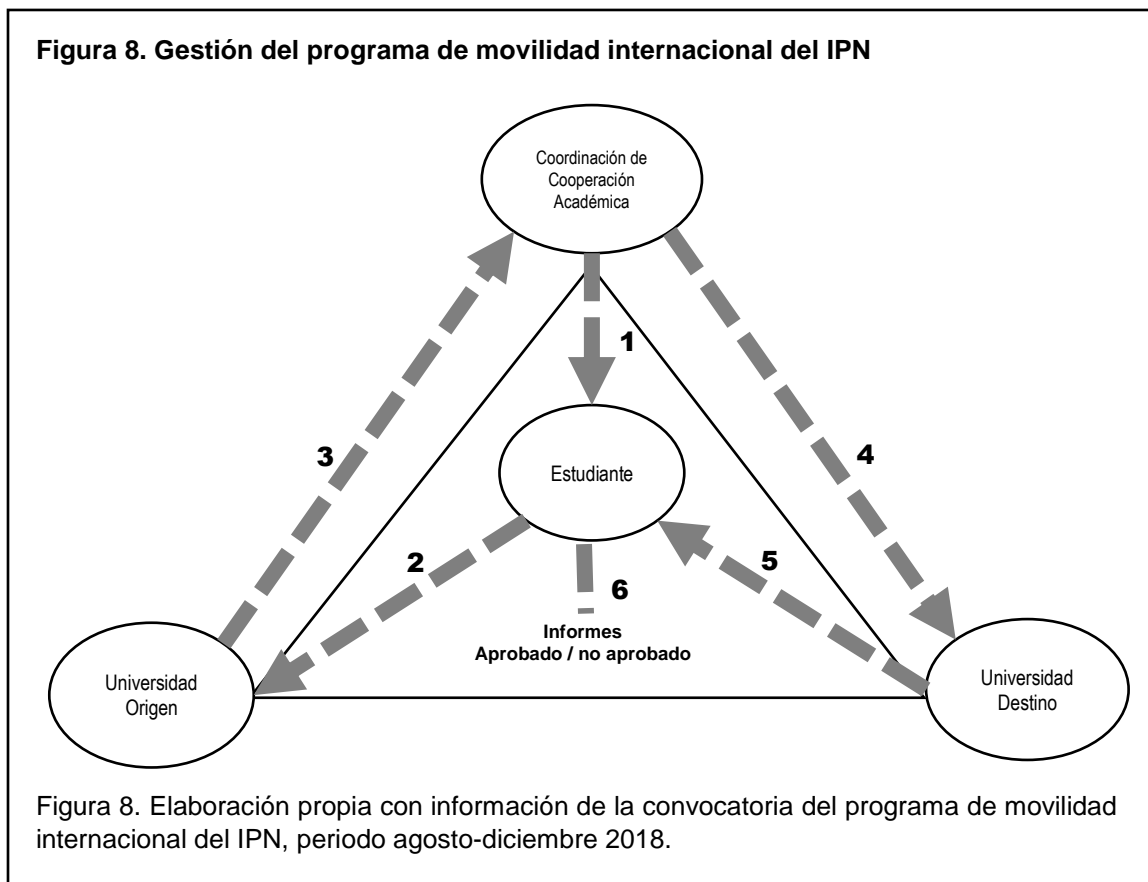 Figura 8. Gestión del programa de movilidad internacional del IPN
Coordinación de
Cooperación
Académica
1
3
4
Estudiante
2
5
6
Informes
Aprobado / no aprobado
Universidad
Origen
Universidad
Destino
Figura 8. Elaboración propia con información de la convocatoria del programa de movilidad
internacional del IPN, periodo agosto-diciembre 2018.